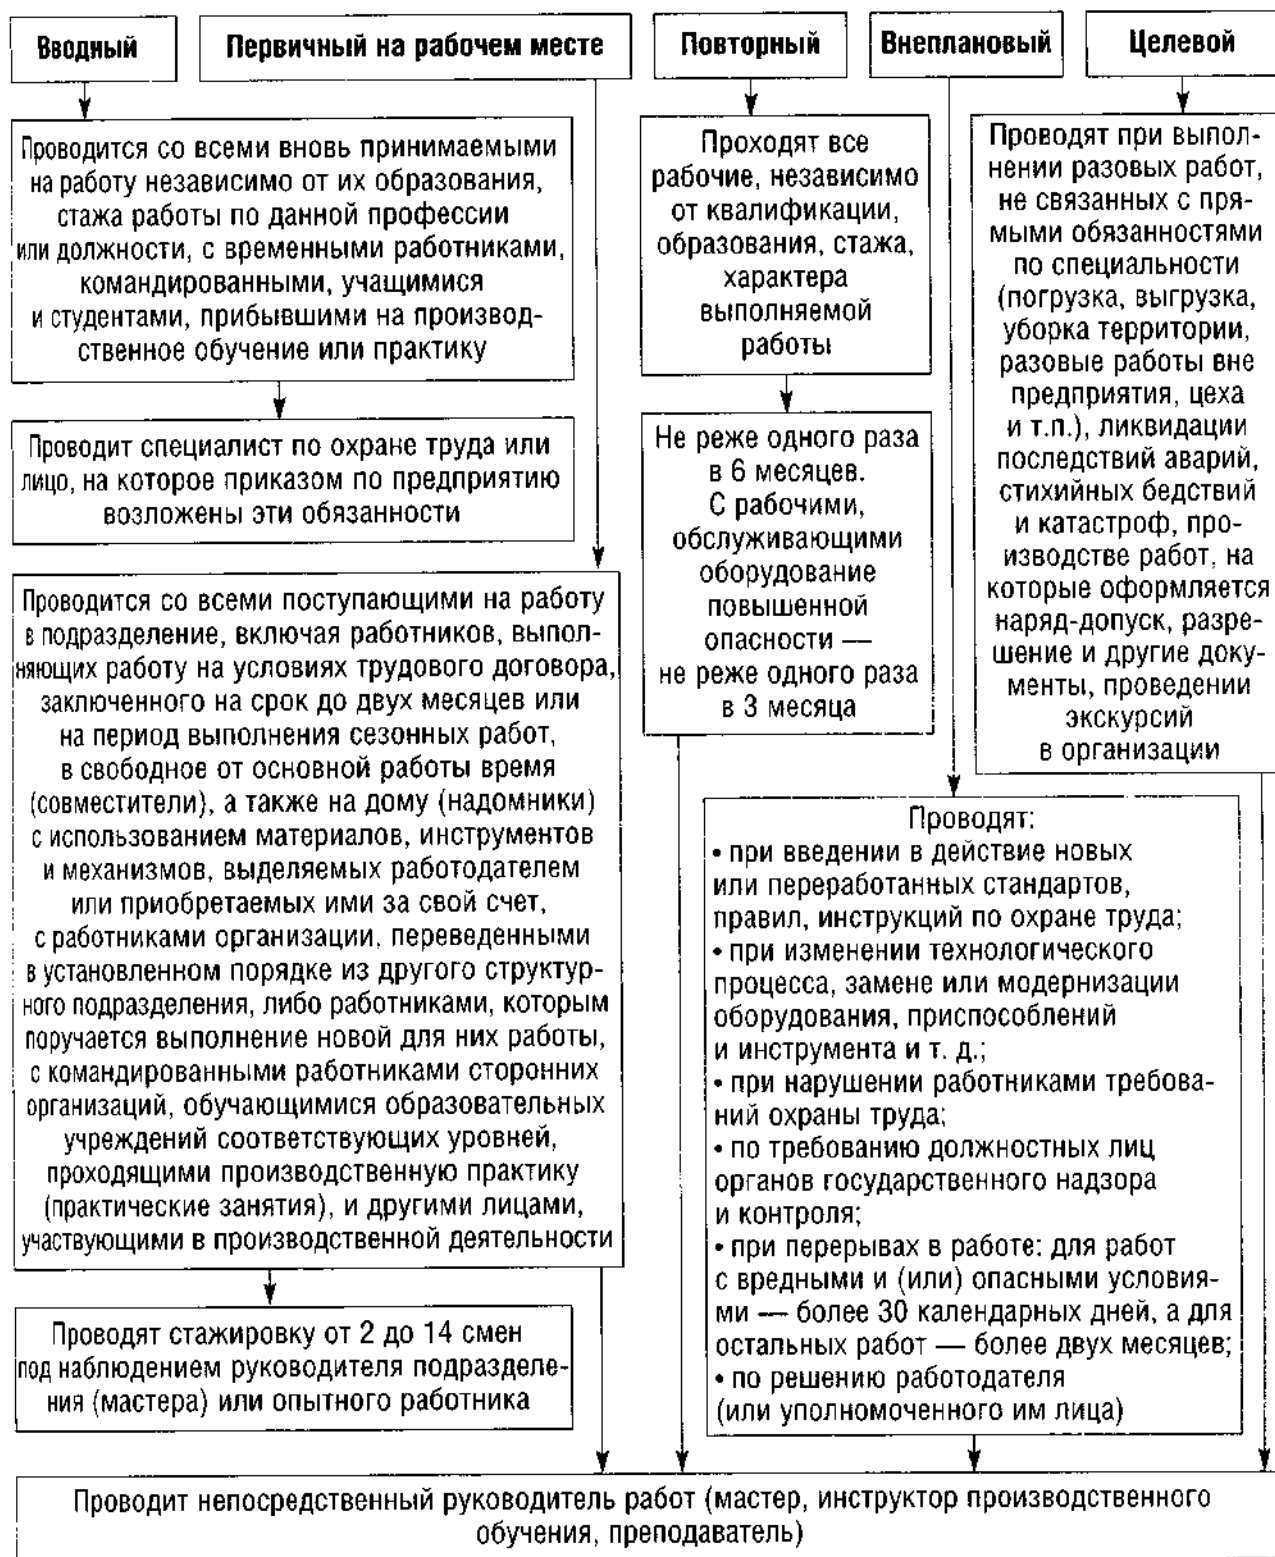 Вводный
Первичный на рабочем месте
Повторный
Внеплановый
Целевой
Проводится со всеми вновь принимаемыми
на работу независимо от их образования,
стажа работы по данной профессии
или должности, с временными работниками,
командированными, учащимися
и студентами, прибывшими на производ-
ственное обучение или практику
Проводит специалист по охране труда или
лицо, на которое приказом по предприятию
возложены эти обязанности
Проводится со всеми поступающими на работу
в подразделение, включая работников, выпол-
няющих работу на условиях трудового договора,
заключенного на срок до двух месяцев или
на период выполнения сезонных работ,
в свободное от основной работы время
(совместители), а также на дому (надомники)
с использованием материалов, инструментов
и механизмов, выделяемых работодателем
или приобретаемых ими за свой счет,
с работниками организации, переведенными
в установленном порядке из другого структур-
ного подразделения, либо работниками, которым
поручается выполнение новой для них работы,
с командированными работниками сторонних
организаций, обучающимися образовательных
учреждений соответствующих уровней,
проходящими производственную практику
(практические занятия), и другими лицами,
участвующими в производственной деятельности
Проводят стажировку от 2 до 14 смен
под наблюдением руководителя подразделе-
ния (мастера) или опытного работника
Проходят все
рабочие, независимо
от квалификации,
образования, стажа,
характера
выполняемой
работы
Не реже одного раза
в 6 месяцев.
С рабочими,
обслуживающими
оборудование
повышенной
опасности —
не реже одного раза
в 3 месяца
Проводят при выпол-
нении разовых работ,
не связанных с пря-
мыми обязанностями
по специальности
(погрузка, выгрузка,
уборка территории,
разовые работы вне
предприятия, цеха
и т.п.), ликвидации
последствий аварий,
стихийных бедствий
и катастроф, про-
изводстве работ, на
которые оформляется
наряд-допуск, разре-
шение и другие доку-
менты, проведении
экскурсий
в организации
Проводят:
• при введении в действие новых
или переработанных стандартов,
правил, инструкций по охране труда;
• при изменении технологического
процесса, замене или модернизации
оборудования, приспособлений
и инструмента и т. д.;
• при нарушении работниками требова-
ний охраны труда;
• по требованию должностных лиц
органов государственного надзора
и контроля;
• при перерывах в работе: для работ
с вредными и (или) опасными условия-
ми — более 30 календарных дней, а для
остальных работ — более двух месяцев;
• по решению работодателя
(или уполномоченного им лица)
Проводит непосредственный руководитель работ (мастер, инструктор производственного
обучения, преподаватель)